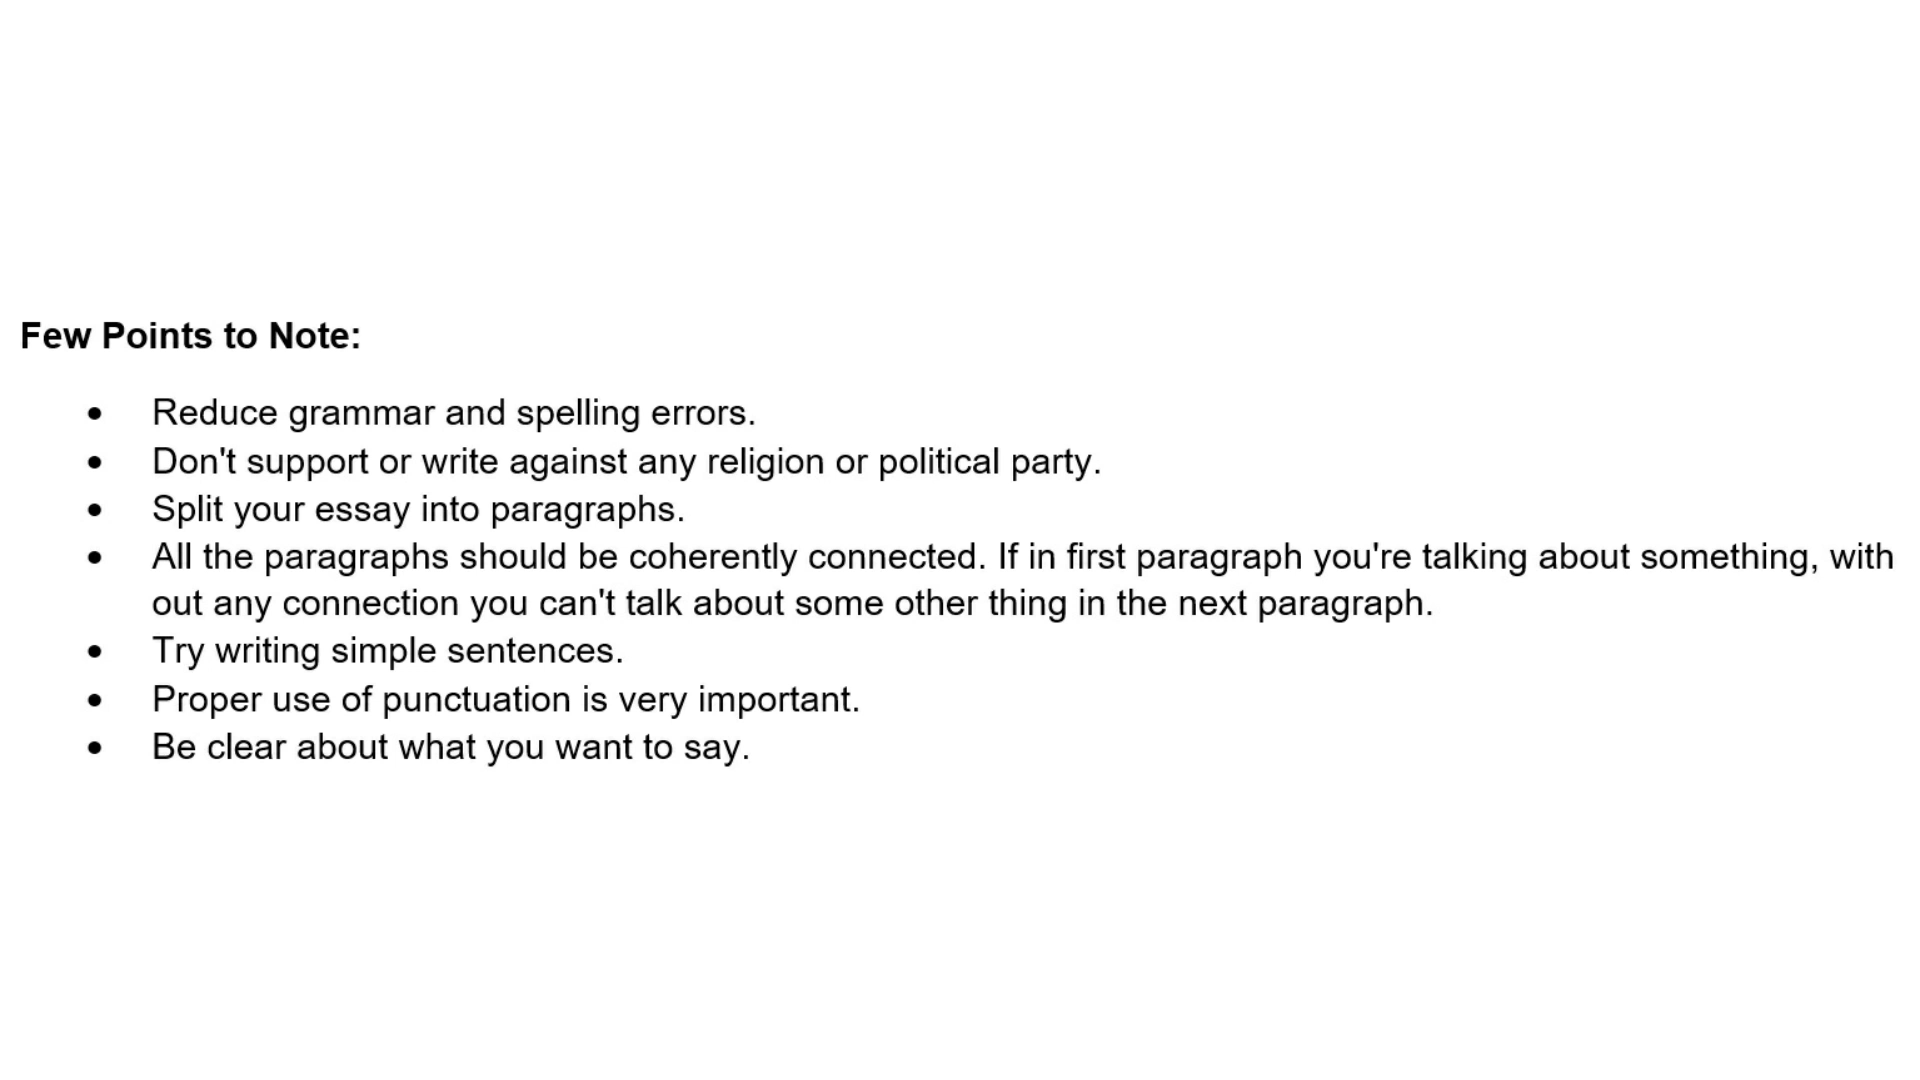 Few Points to Note:
• Reduce grammar and spelling errors.
• Don't support or write against any religion or political party.
• Split your essay into paragraphs.
• All the paragraphs should be coherently connected. If in first paragraph you're talking about something, with
out any connection you can't talk about some other thing in the next paragraph.
• Try writing simple sentences.
• Proper use of punctuation is very important.
• Be clear about what you want to say.